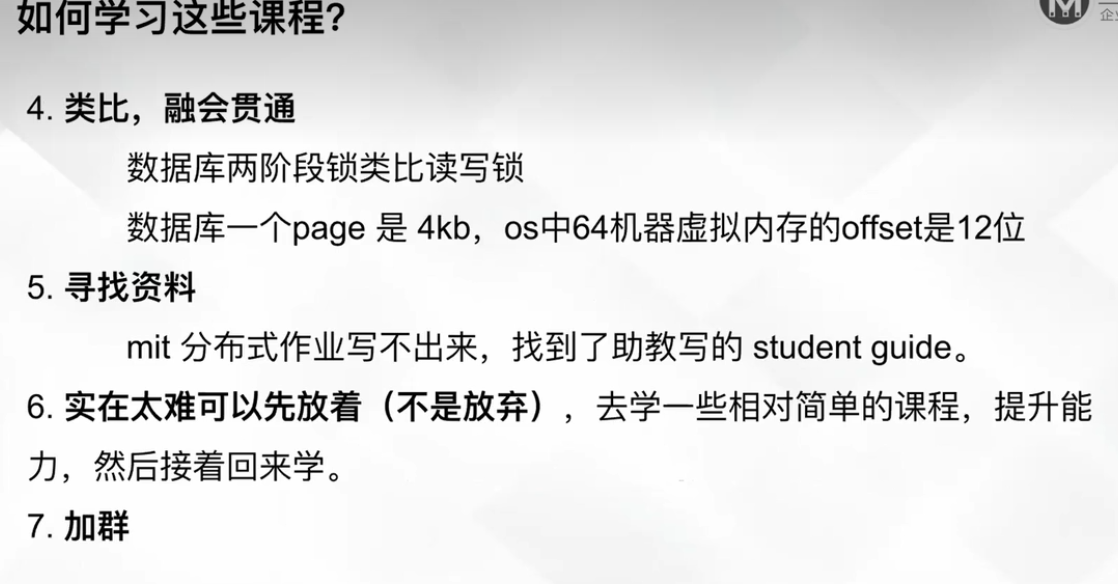 如何学习这些课程?
4. 类比，融会贯通
数据库两阶段锁类比读写锁
数据库一个page 是 4kb，os中64机器虚拟内存的offset是12位
5. 寻找资料
mit 分布式作业写不出来，找到了助教写的 student guide。
6. 实在太难可以先放着（不是放弃），去学一些相对简单的课程，提升能
力，然后接着回来学。
7. 加群